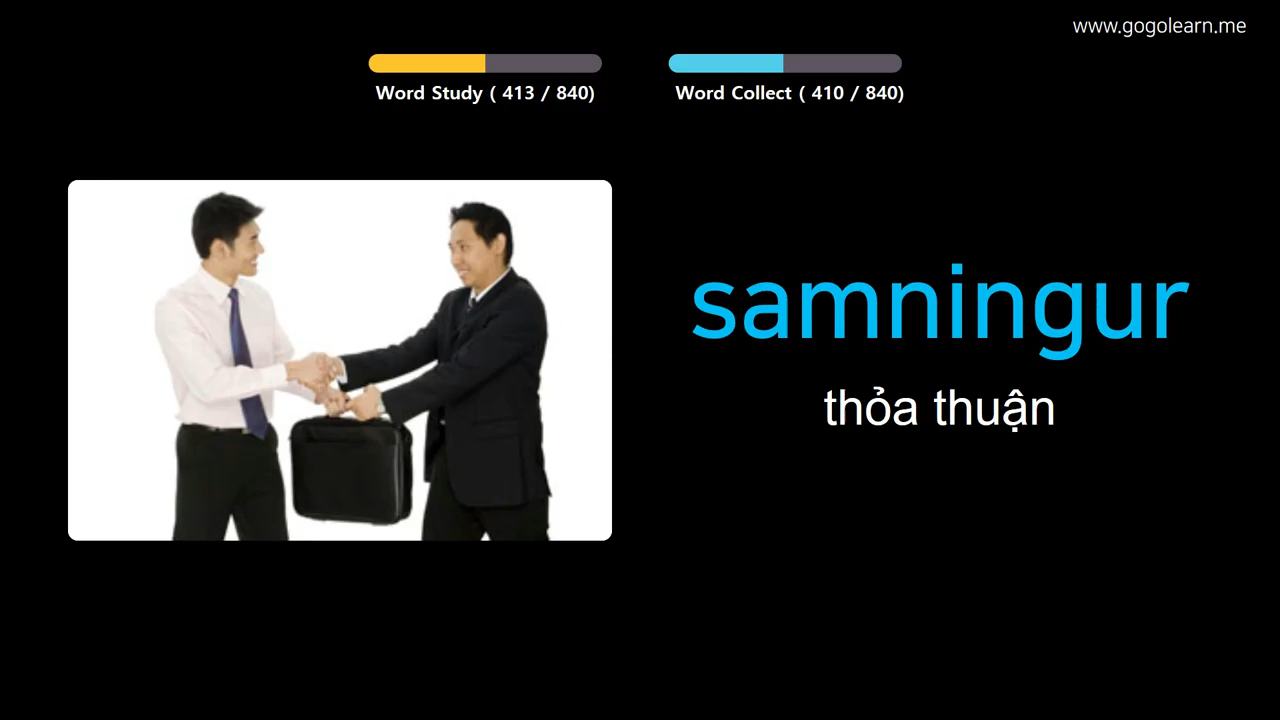 www.gogolearn.me
Word Study ( 413 / 840)
Word Collect ( 410 / 840)
samningur
thỏa thuận